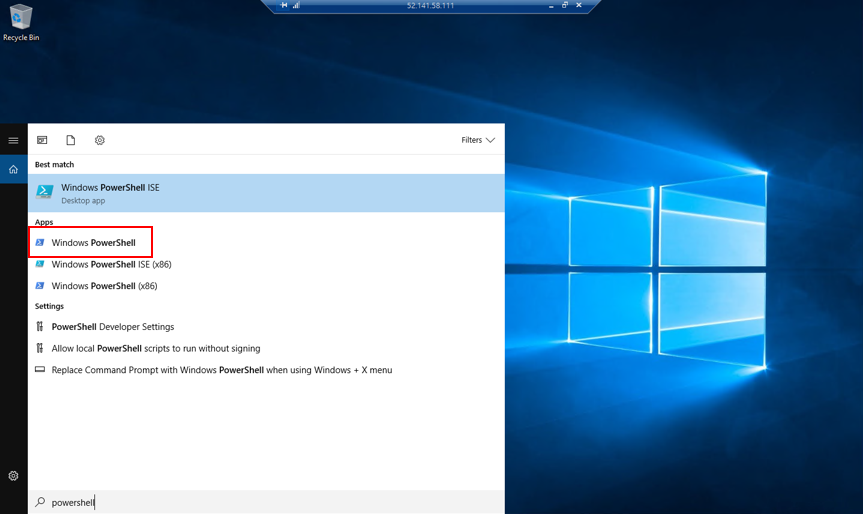 52.141.58.111
Recycle Bin
Filters
Best match
Windows PowerShell ISE
Desktop app
Apps
Windows PowerShell
Windows PowerShell ISE (x86)
Windows PowerShell (x86)
Settings
PowerShell Developer Settings
Allow local PowerShell scripts to run without signing
Replace Command Prompt with Windows PowerShell when using Windows + X menu
powershell